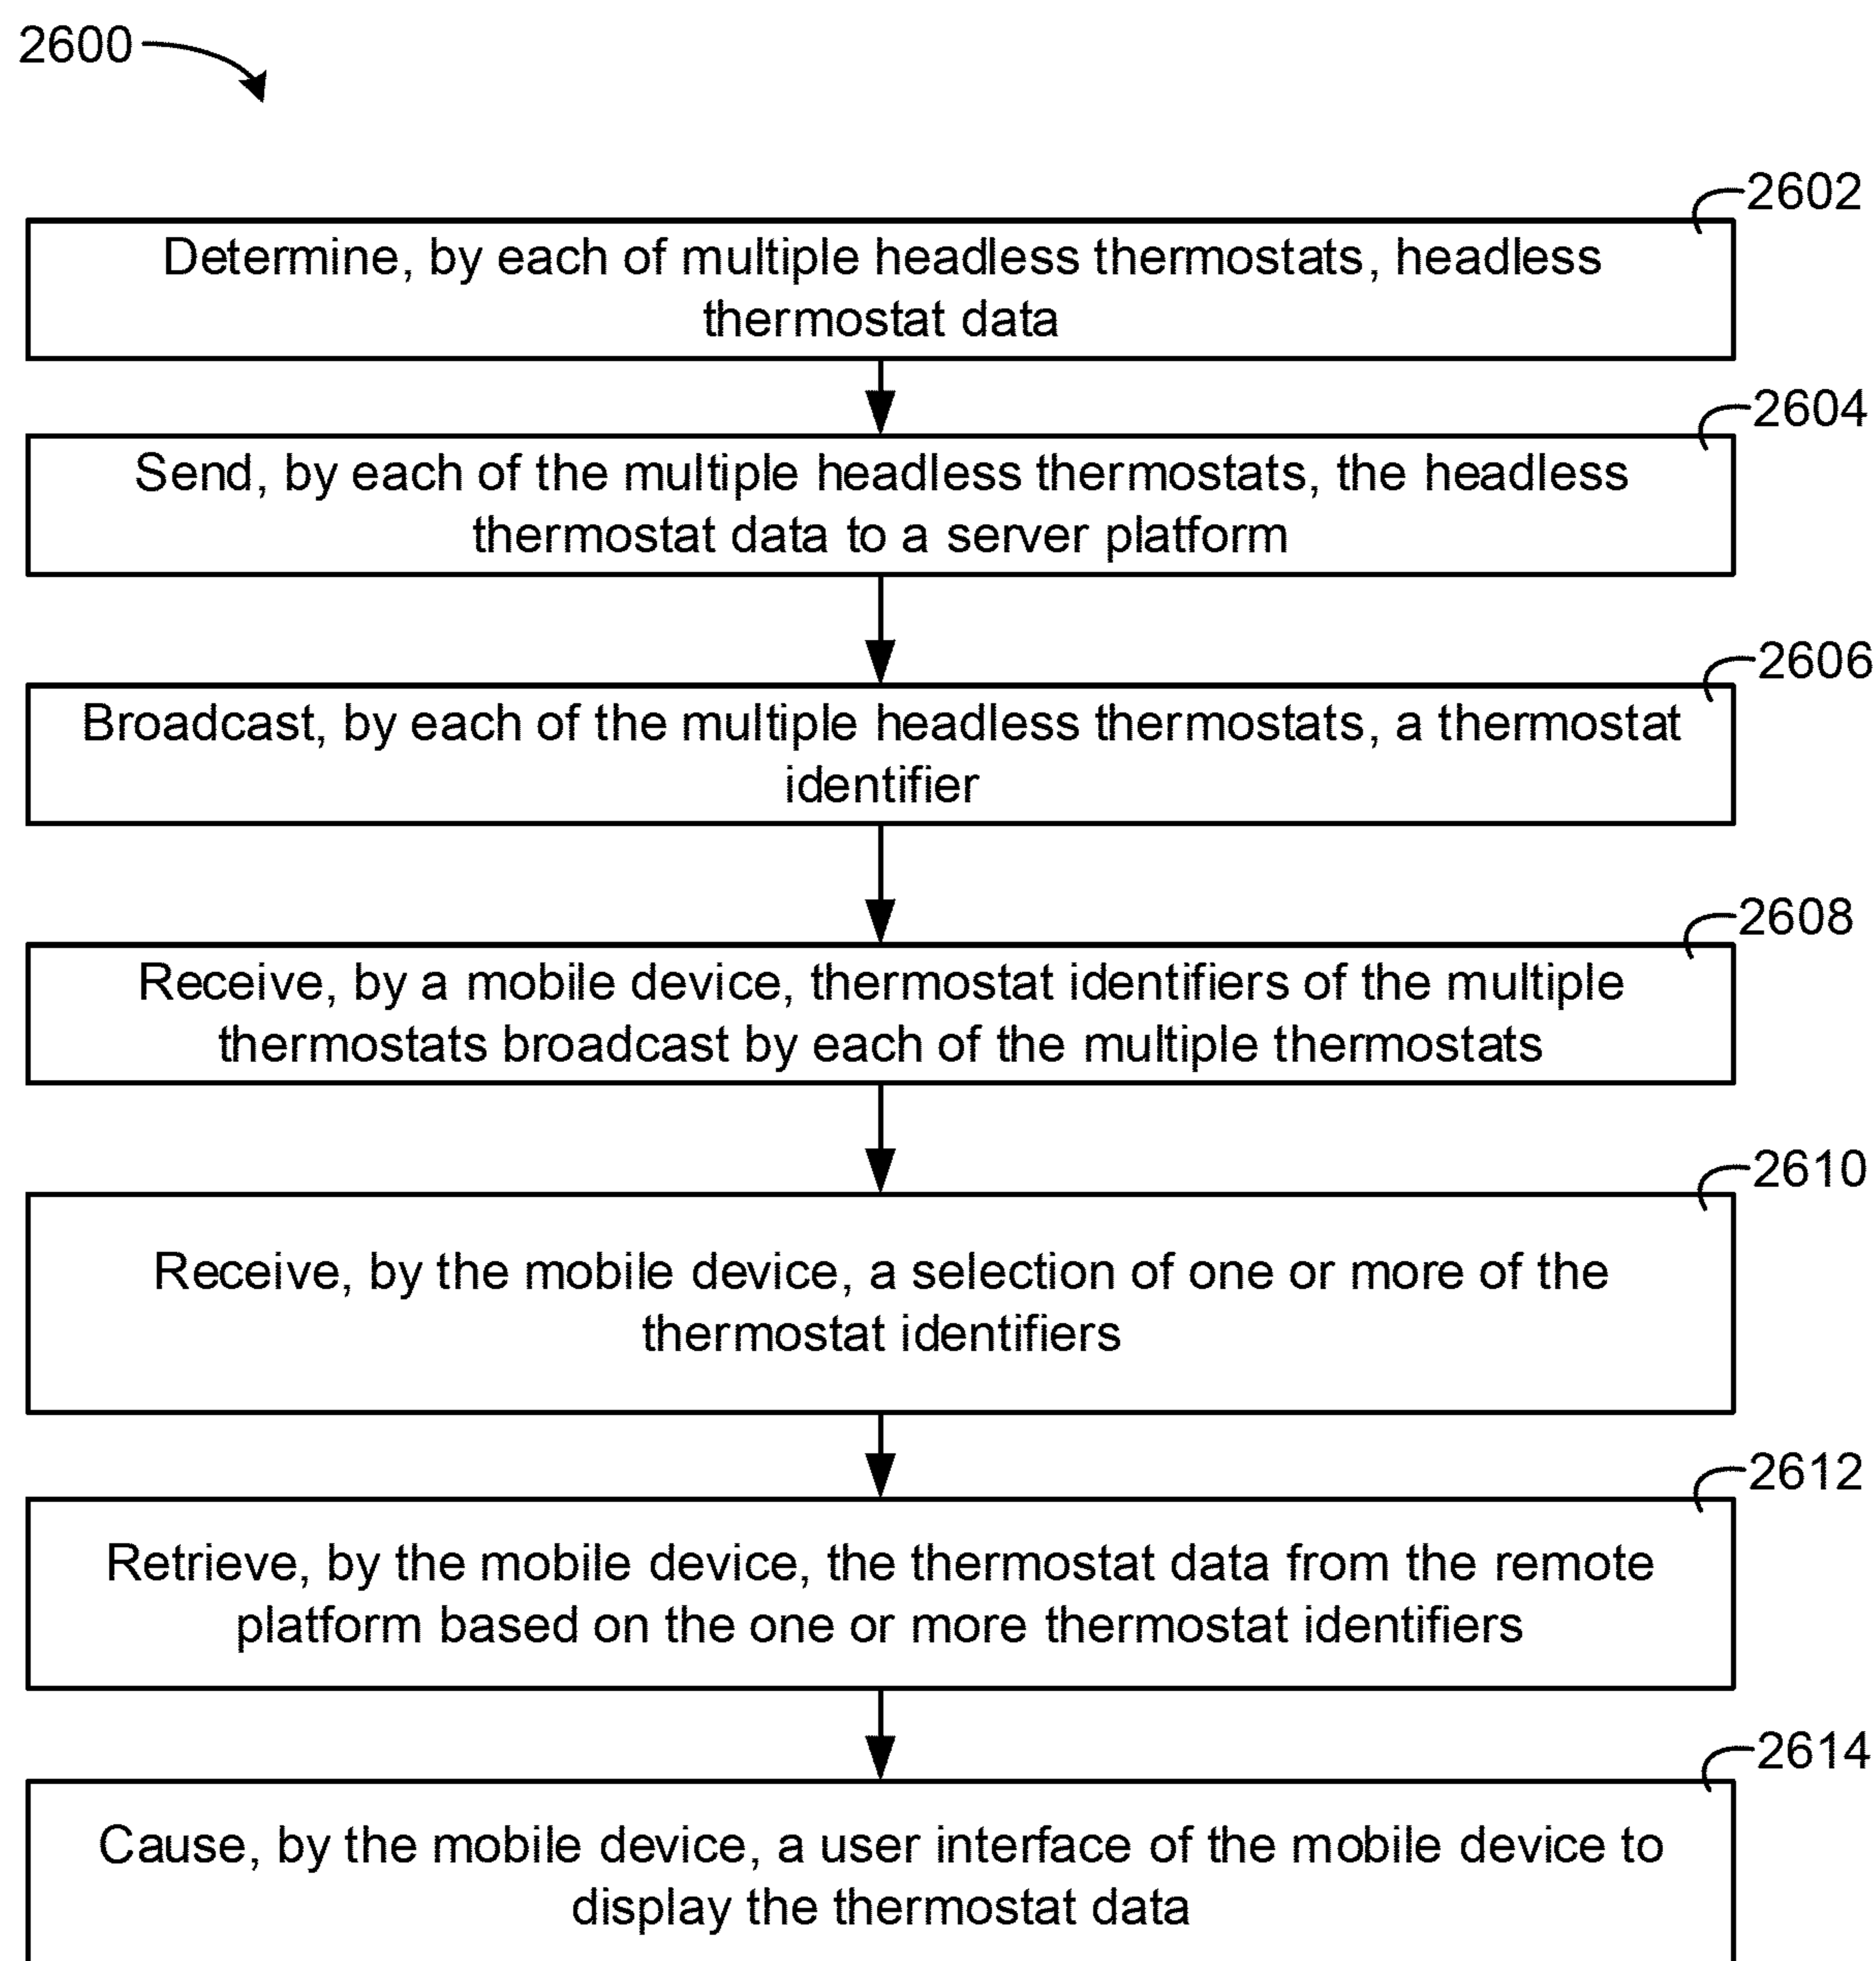 2600
2602
Determine, by each of multiple headless thermostats, headless
thermostat data
2604
Send, by each of the multiple headless thermostats, the headless
thermostat data to a server platform
2606
Broadcast, by each of the multiple headless thermostats, a thermostat
identifier
2608
Receive, by a mobile device, thermostat identifiers of the multiple
thermostats broadcast by each of the multiple thermostats
2610
Receive, by the mobile device, a selection of one or more of the
thermostat identifiers
2612
Retrieve, by the mobile device, the thermostat data from the remote
platform based on the one or more thermostat identifiers
2614
Cause, by the mobile device, a user interface of the mobile device to
display the thermostat data